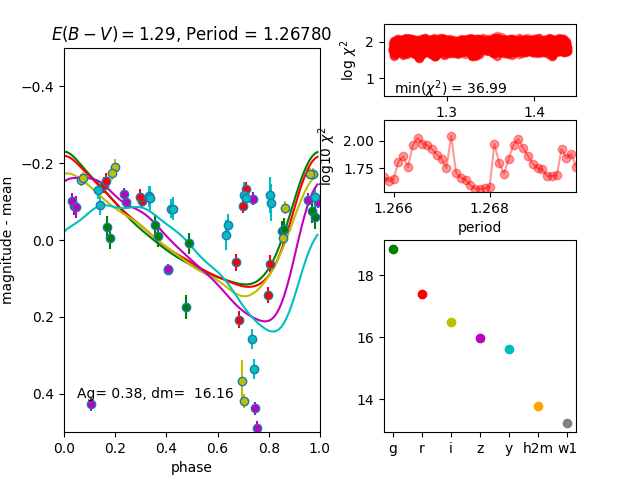 E(B − V) = 1.29, Period = 1.26780
magnitude - mean
−0.4
−0.2
0.0
0.2
0.4
Ag= 0.38, dm= 16.16
0.0 0.2 0.4 0.6 0.8 1.0
phase
log χ²
2
1
min(χ²) = 36.99
1.3 1.4
log10 χ²
2.00
1.75
1.266 1.268
period
18
16
14
g r i z y h2m w1